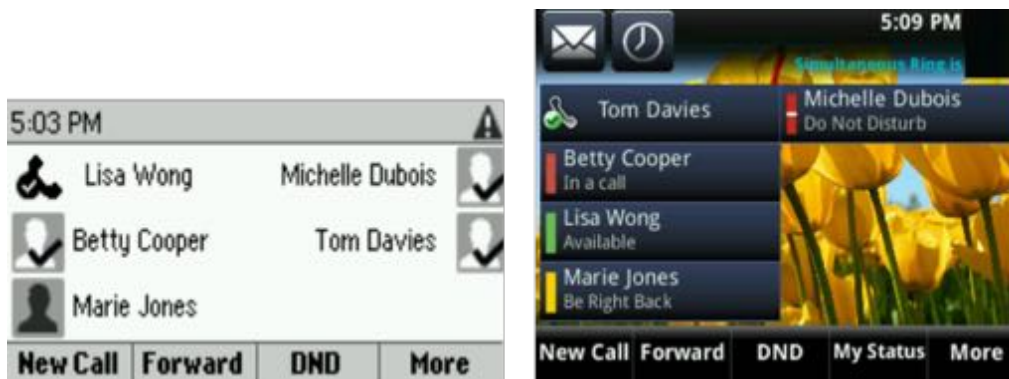 5:03 PM
Lisa Wong
Michelle Dubois
Betty Cooper
Tom Davies
Marie Jones
New Call Forward DND More
5:09 PM
Simultaneous Ring is
Tom Davies
Michelle Dubois
Do Not Disturb
Betty Cooper
In a call
Lisa Wong
Available
Marie Jones
Be Right Back
New Call Forward DND My Status More